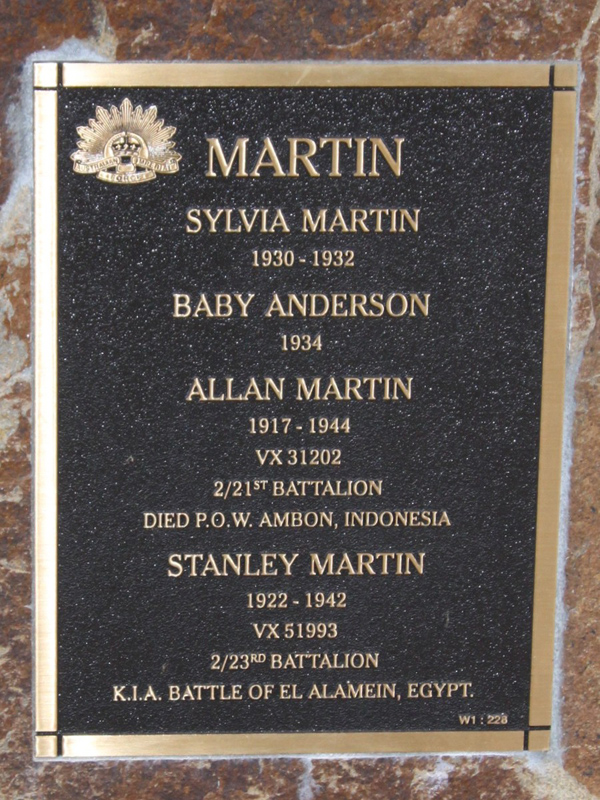 MARTIN
SYLVIA MARTIN
1930 - 1932
BABY ANDERSON
1934
ALLAN MARTIN
1917 - 1944
VX 31202
2/21ST BATTALION
DIED P.O.W. AMBON, INDONESIA
STANLEY MARTIN
1922 - 1942
VX 51993
2/23RD BATTALION
K.I.A. BATTLE OF EL ALAMEIN, EGYPT.
W1 : 228